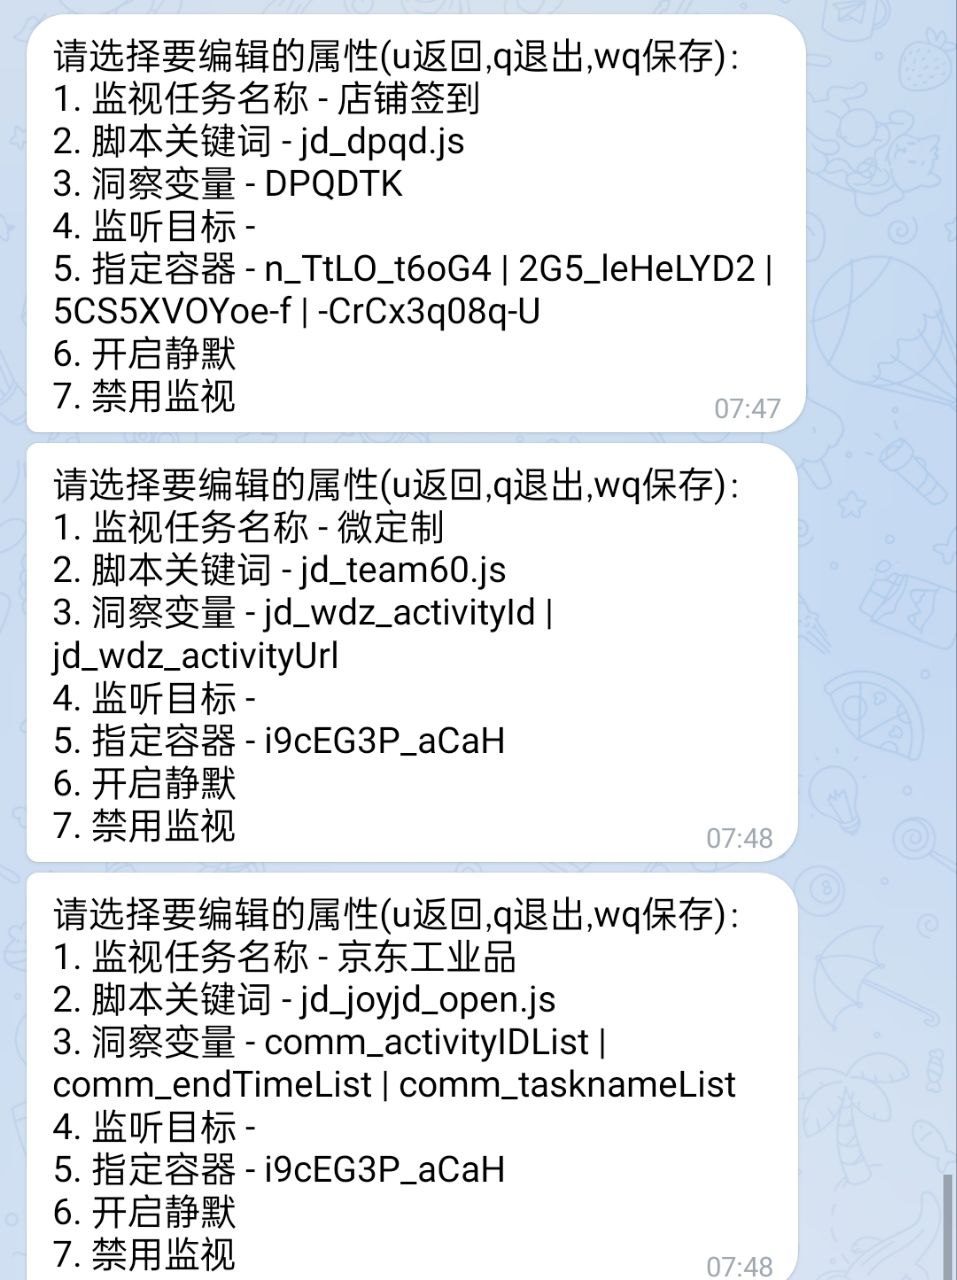 请选择要编辑的属性(u返回,q退出,wq保存)：
1. 监视任务名称 - 店铺签到
2. 脚本关键词 - jd_dpqd.js
3. 洞察变量 - DPQDTK
4. 监听目标 -
5. 指定容器 - n_TtLO_t6oG4 | 2G5_leHeLYD2 |
5CS5XVOYoe-f | -CrCx3q08q-U
6. 开启静默
7. 禁用监视
07:47
请选择要编辑的属性(u返回,q退出,wq保存)：
1. 监视任务名称 - 微定制
2. 脚本关键词 - jd_team60.js
3. 洞察变量 - jd_wdz_activityId |
jd_wdz_activityUrl
4. 监听目标 -
5. 指定容器 - i9cEG3P_aCaH
6. 开启静默
7. 禁用监视
07:48
请选择要编辑的属性(u返回,q退出,wq保存)：
1. 监视任务名称 - 京东工业品
2. 脚本关键词 - jd_joyjd_open.js
3. 洞察变量 - comm_activityIDList |
comm_endTimeList | comm_tasknameList
4. 监听目标 -
5. 指定容器 - i9cEG3P_aCaH
6. 开启静默
7. 禁用监视
07:48